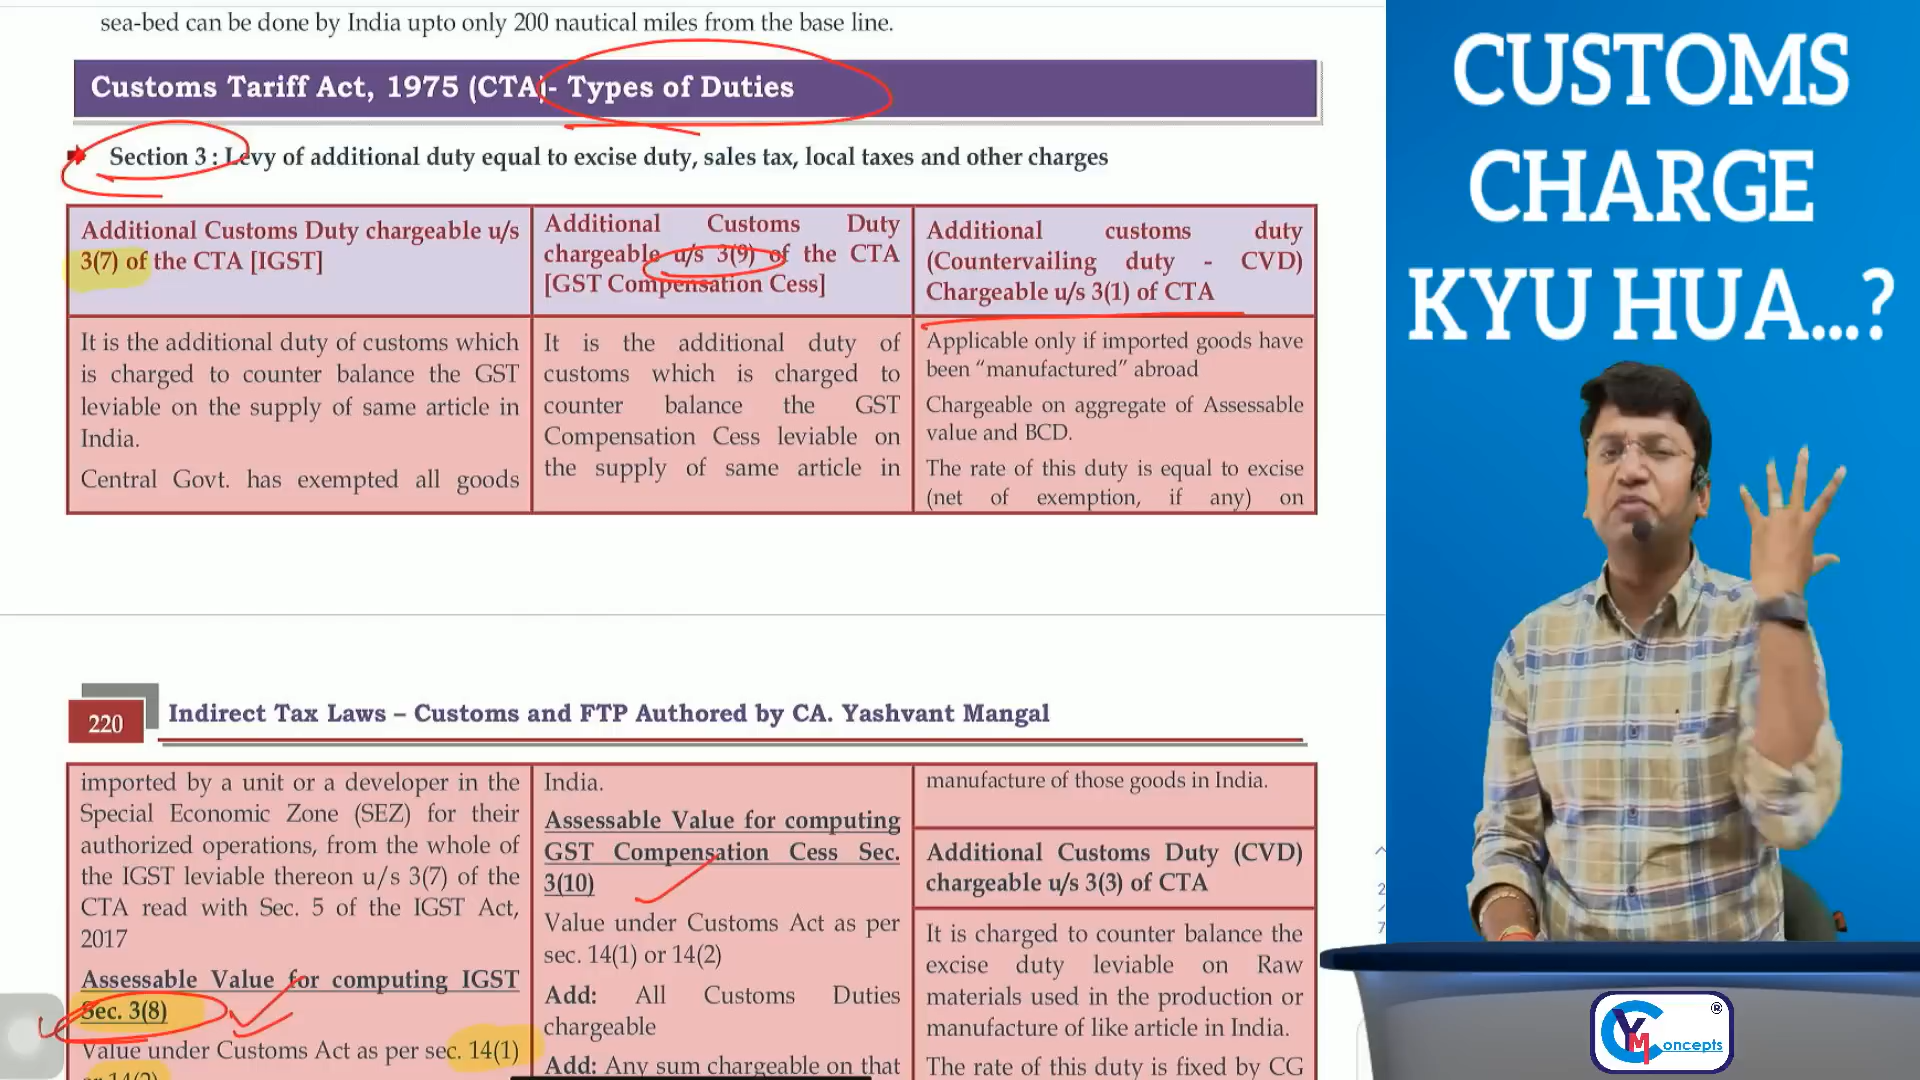 sea-bed can be done by India upto only 200 nautical miles from the base line.
Customs Tariff Act, 1975 (CTA)- Types of Duties
Section 3 : Levy of additional duty equal to excise duty, sales tax, local taxes and other charges
Additional Customs Duty chargeable u/s
3(7) of the CTA [IGST]
It is the additional duty of customs which
is charged to counter balance the GST
leviable on the supply of same article in
India.
Central Govt. has exempted all goods
Additional Customs Duty
chargeable u/s 3(9) of the CTA
[GST Compensation Cess]
It is the additional duty of
customs which is charged to
counter balance the GST
Compensation Cess leviable on
the supply of same article in
Additional customs duty
(Countervailing duty - CVD)
Chargeable u/s 3(1) of CTA
Applicable only if imported goods have
been “manufactured” abroad
Chargeable on aggregate of Assessable
value and BCD.
The rate of this duty is equal to excise
(net of exemption, if any) on
220
Indirect Tax Laws – Customs and FTP Authored by CA. Yashvant Mangal
imported by a unit or a developer in the
Special Economic Zone (SEZ) for their
authorized operations, from the whole of
the IGST leviable thereon u/s 3(7) of the
CTA read with Sec. 5 of the IGST Act,
2017
Assessable Value for computing IGST
Sec. 3(8)
Value under Customs Act as per sec. 14(1)
or 14(2)
India.
Assessable Value for computing
GST Compensation Cess Sec.
3(10)
Value under Customs Act as per
sec. 14(1) or 14(2)
Add: All Customs Duties
chargeable
Add: Any sum chargeable on that
manufacture of those goods in India.
Additional Customs Duty (CVD)
chargeable u/s 3(3) of CTA
It is charged to counter balance the
excise duty leviable on Raw
materials used in the production or
manufacture of like article in India.
The rate of this duty is fixed by CG
CUSTOMS
CHARGE
KYU HUA...?
YM Concepts ®